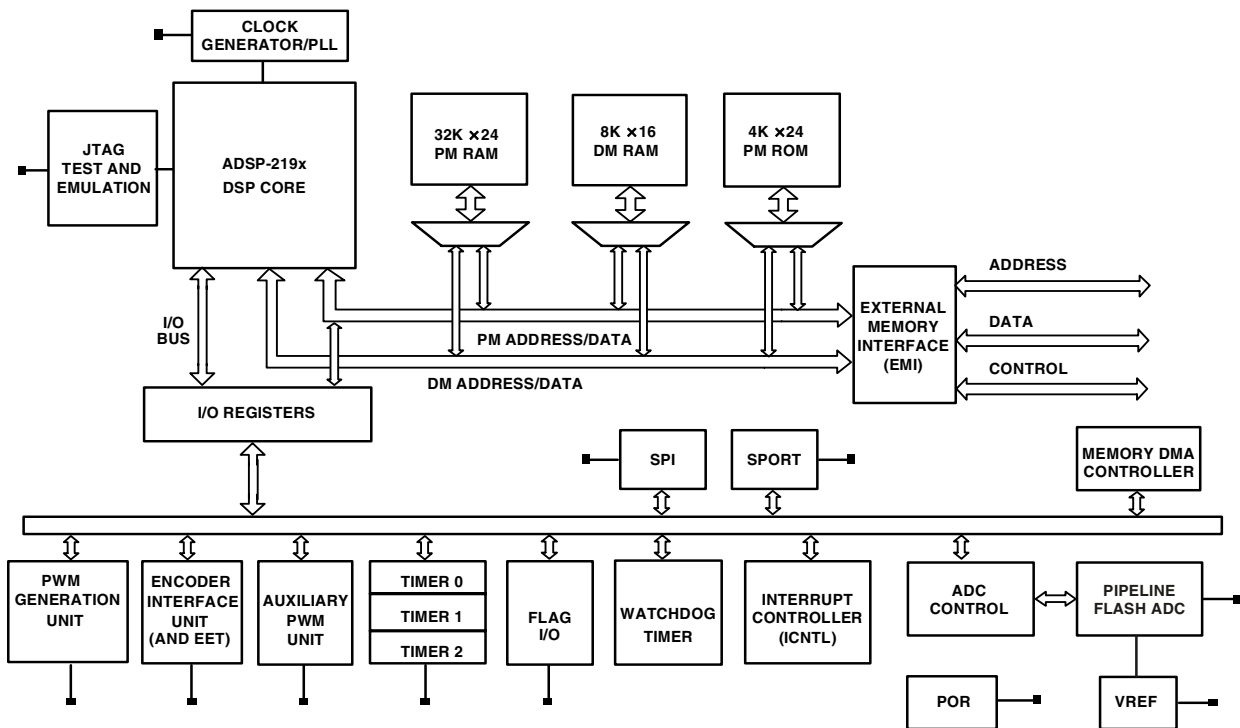 CLOCK
GENERATOR/PLL
JTAG
TEST AND
EMULATION
ADSP-219x
DSP CORE
32K ×24
PM RAM
8K ×16
DM RAM
4K ×24
PM ROM
I/O
BUS
PM ADDRESS/DATA
DM ADDRESS/DATA
EXTERNAL
MEMORY
INTERFACE
(EMI)
ADDRESS
DATA
CONTROL
I/O REGISTERS
SPI
SPORT
MEMORY DMA
CONTROLLER
PWM
GENERATION
UNIT
ENCODER
INTERFACE
UNIT
(AND EET)
AUXILIARY
PWM
UNIT
TIMER 0
TIMER 1
TIMER 2
FLAG
I/O
WATCHDOG
TIMER
INTERRUPT
CONTROLLER
(ICNTL)
ADC
CONTROL
PIPELINE
FLASH ADC
POR
VREF